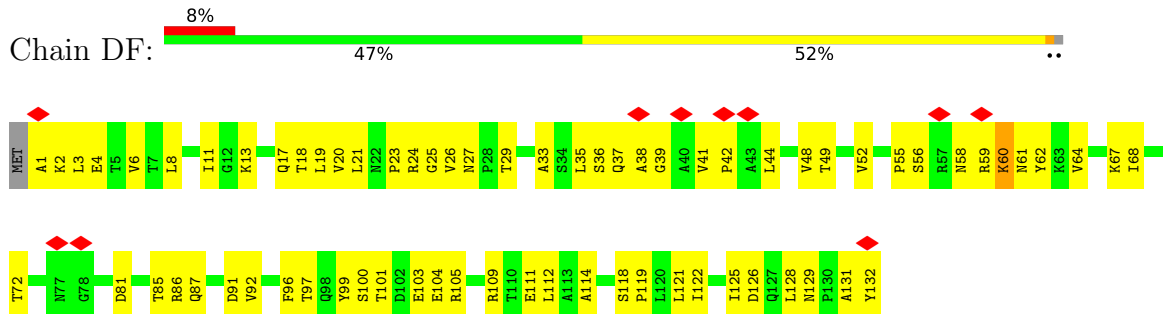 8%
Chain DF:
47% 52% ..
MET A1 K2 L3 E4 T5 V6 T7 L8 I11 G12 K13 Q17 T18 L19 V20 L21 N22 P23 R24 G25 V26 N27 P28 T29 A33 S34 L35 S36 Q37 A38 G39 A40 V41 P42 A43 L44 V48 T49 V52 P55 S56 R57 N58 R59 K60 N61 Y62 K63 V64 K67 I68
T72 N77 G78 D81 T85 R86 Q87 D91 V92 F96 T97 Q98 Y99 S100 T101 D102 E103 E104 R105 R109 T110 E111 L112 A113 A114 S118 P119 L120 L121 I122 I125 D126 Q127 L128 N129 P130 A131 Y132